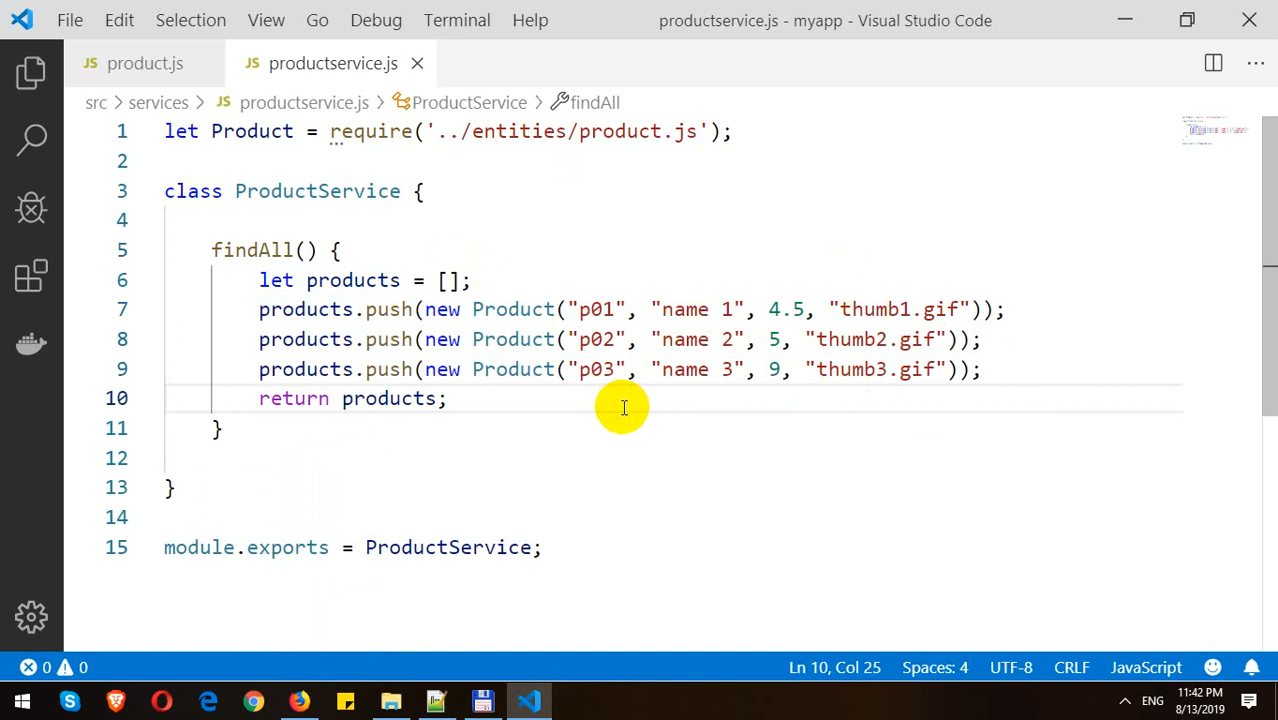 File Edit Selection View Go Debug Terminal Help productservice.js - myapp - Visual Studio Code
JS product.js JS productservice.js
src > services > JS productservice.js > ProductService > findAll
1 let Product = require('../entities/product.js');
2
3 class ProductService {
4
5 findAll() {
6 let products = [];
7 products.push(new Product("p01", "name 1", 4.5, "thumb1.gif"));
8 products.push(new Product("p02", "name 2", 5, "thumb2.gif"));
9 products.push(new Product("p03", "name 3", 9, "thumb3.gif"));
10 return products;
11 }
12
13 }
14
15 module.exports = ProductService;
0 0 Ln 10, Col 25 Spaces: 4 UTF-8 CRLF JavaScript
ENG 11:42 PM
8/13/2019